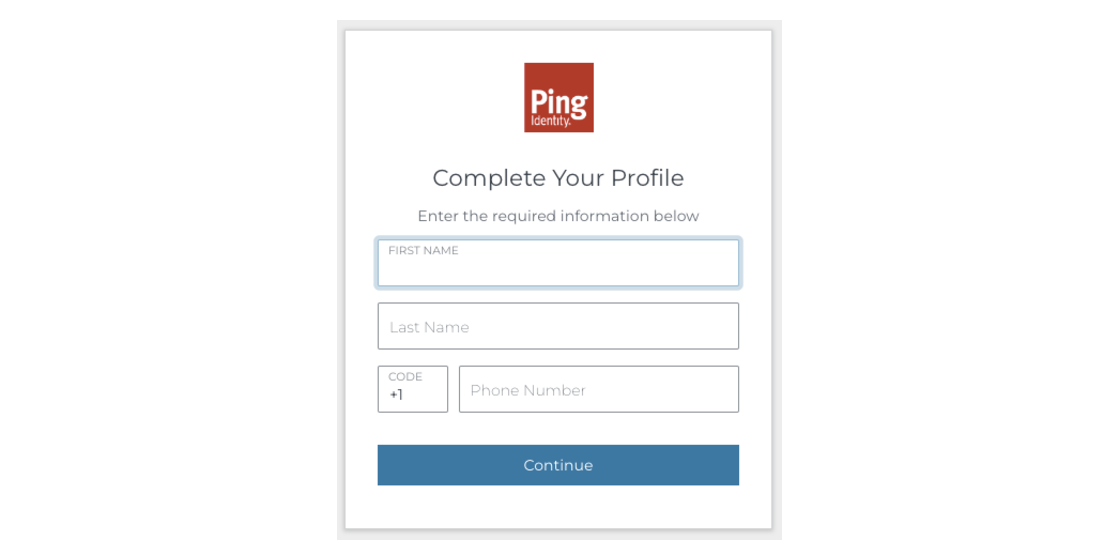 Ping
Identity.
Complete Your Profile
Enter the required information below
FIRST NAME
Last Name
CODE
+1
Phone Number
Continue